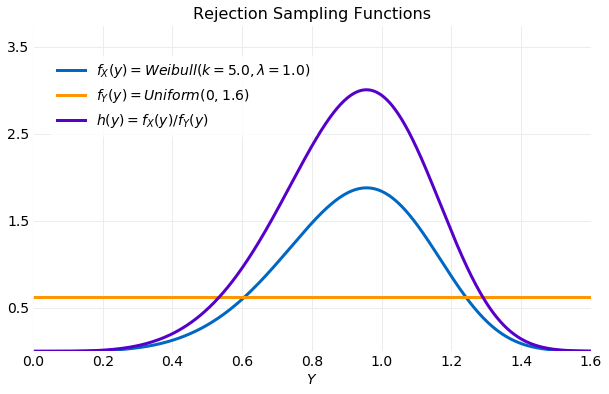 Rejection Sampling Functions
3.5
2.5
1.5
0.5
f_X(y) = Weibull(k = 5.0, λ = 1.0)
f_Y(y) = Uniform(0, 1.6)
h(y) = f_X(y)/f_Y(y)
0.0 0.2 0.4 0.6 0.8 1.0 1.2 1.4 1.6
Y